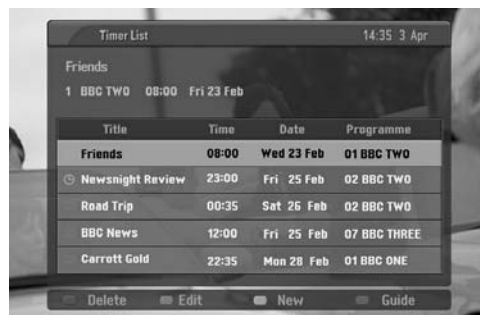 Timer List 14:35 3 Apr
Friends
1 BBC TWO 08:00 Fri 23 Feb
Title Time Date Programme
Friends 08:00 Wed 23 Feb 01 BBC TWO
Newsnight Review 23:00 Fri 25 Feb 02 BBC TWO
Road Trip 00:35 Sat 26 Feb 02 BBC TWO
BBC News 12:00 Fri 25 Feb 07 BBC THREE
Carrott Gold 22:35 Mon 28 Feb 01 BBC ONE
Delete Edit New Guide